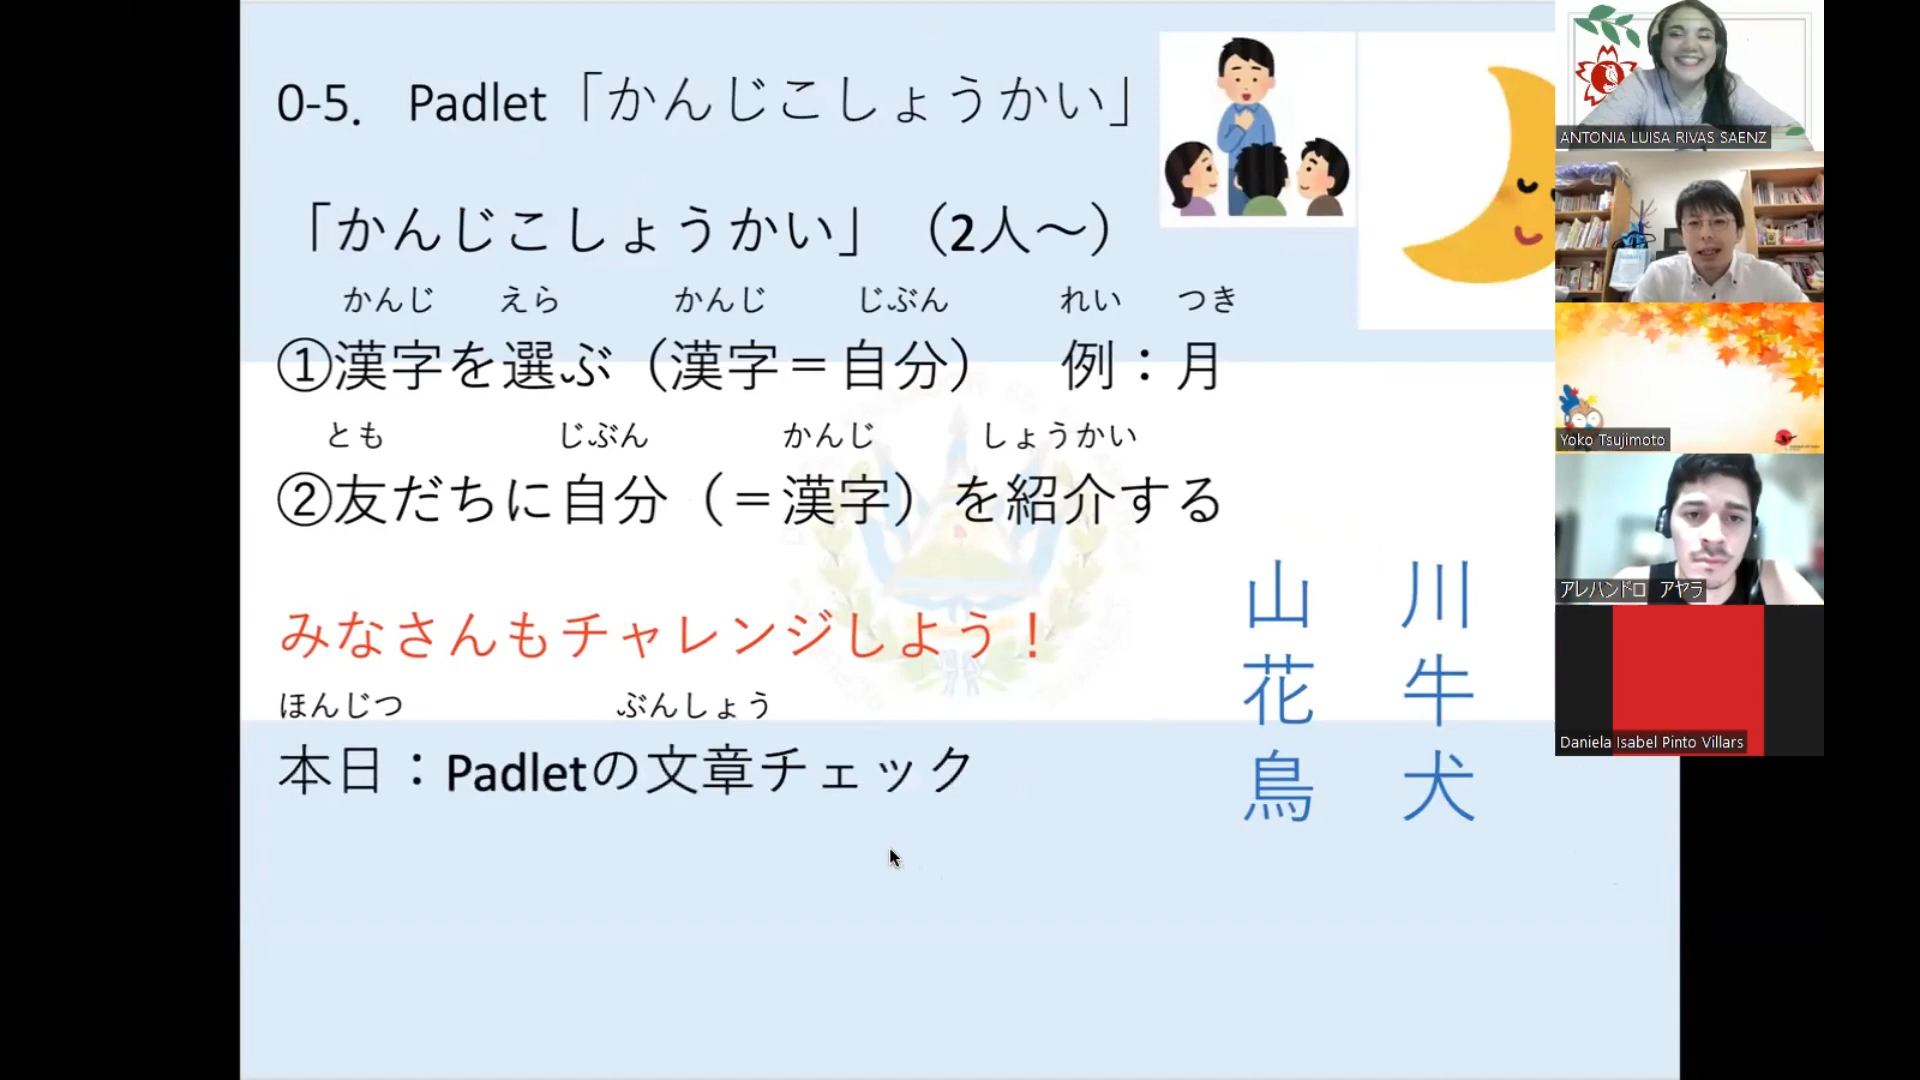 0-5. Padlet「かんじこしょうかい」
「かんじこしょうかい」（2人～）
かんじ えら かんじ じぶん れい つき
①漢字を選ぶ（漢字＝自分） 例：月
とも じぶん かんじ しょうかい
②友だちに自分（＝漢字）を紹介する
みなさんもチャレンジしよう！
ほんじつ ぶんしょう
本日：Padletの文章チェック
山 川
花 牛
鳥 犬
ANTONIA LUISA RIVAS SAENZ
Yoko Tsujimoto
アレハンドロ アヤラ
Daniela Isabel Pinto Villars